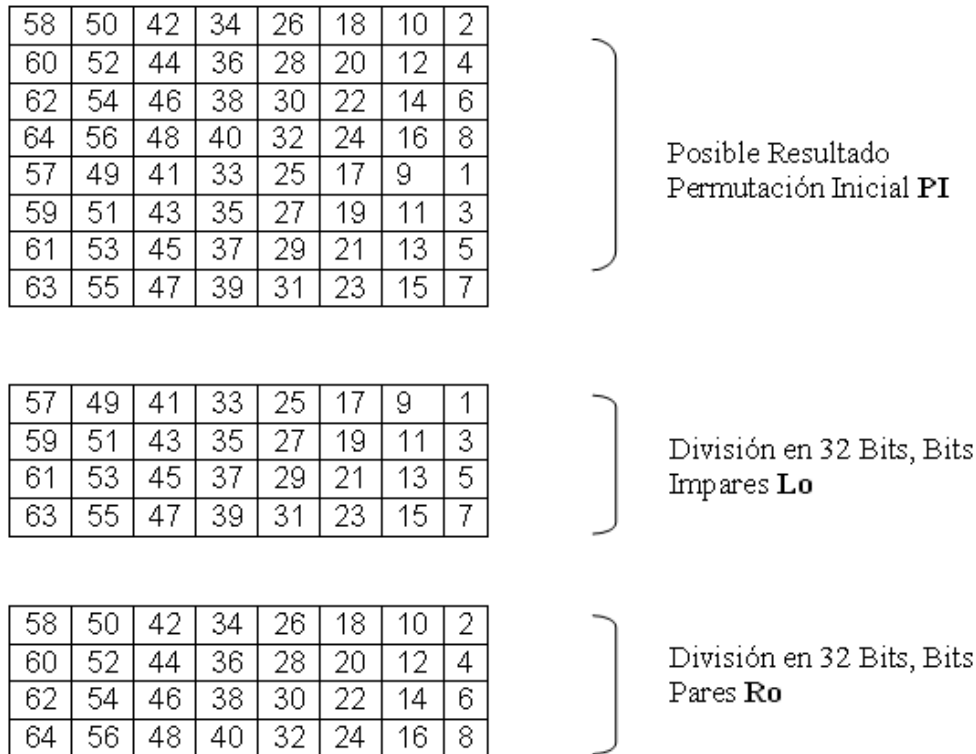 58 50 42 34 26 18 10 2
60 52 44 36 28 20 12 4
62 54 46 38 30 22 14 6
64 56 48 40 32 24 16 8
57 49 41 33 25 17 9 1
59 51 43 35 27 19 11 3
61 53 45 37 29 21 13 5
63 55 47 39 31 23 15 7
Posible Resultado
Permutación Inicial PI
57 49 41 33 25 17 9 1
59 51 43 35 27 19 11 3
61 53 45 37 29 21 13 5
63 55 47 39 31 23 15 7
División en 32 Bits, Bits
Impares Lo
58 50 42 34 26 18 10 2
60 52 44 36 28 20 12 4
62 54 46 38 30 22 14 6
64 56 48 40 32 24 16 8
División en 32 Bits, Bits
Pares Ro